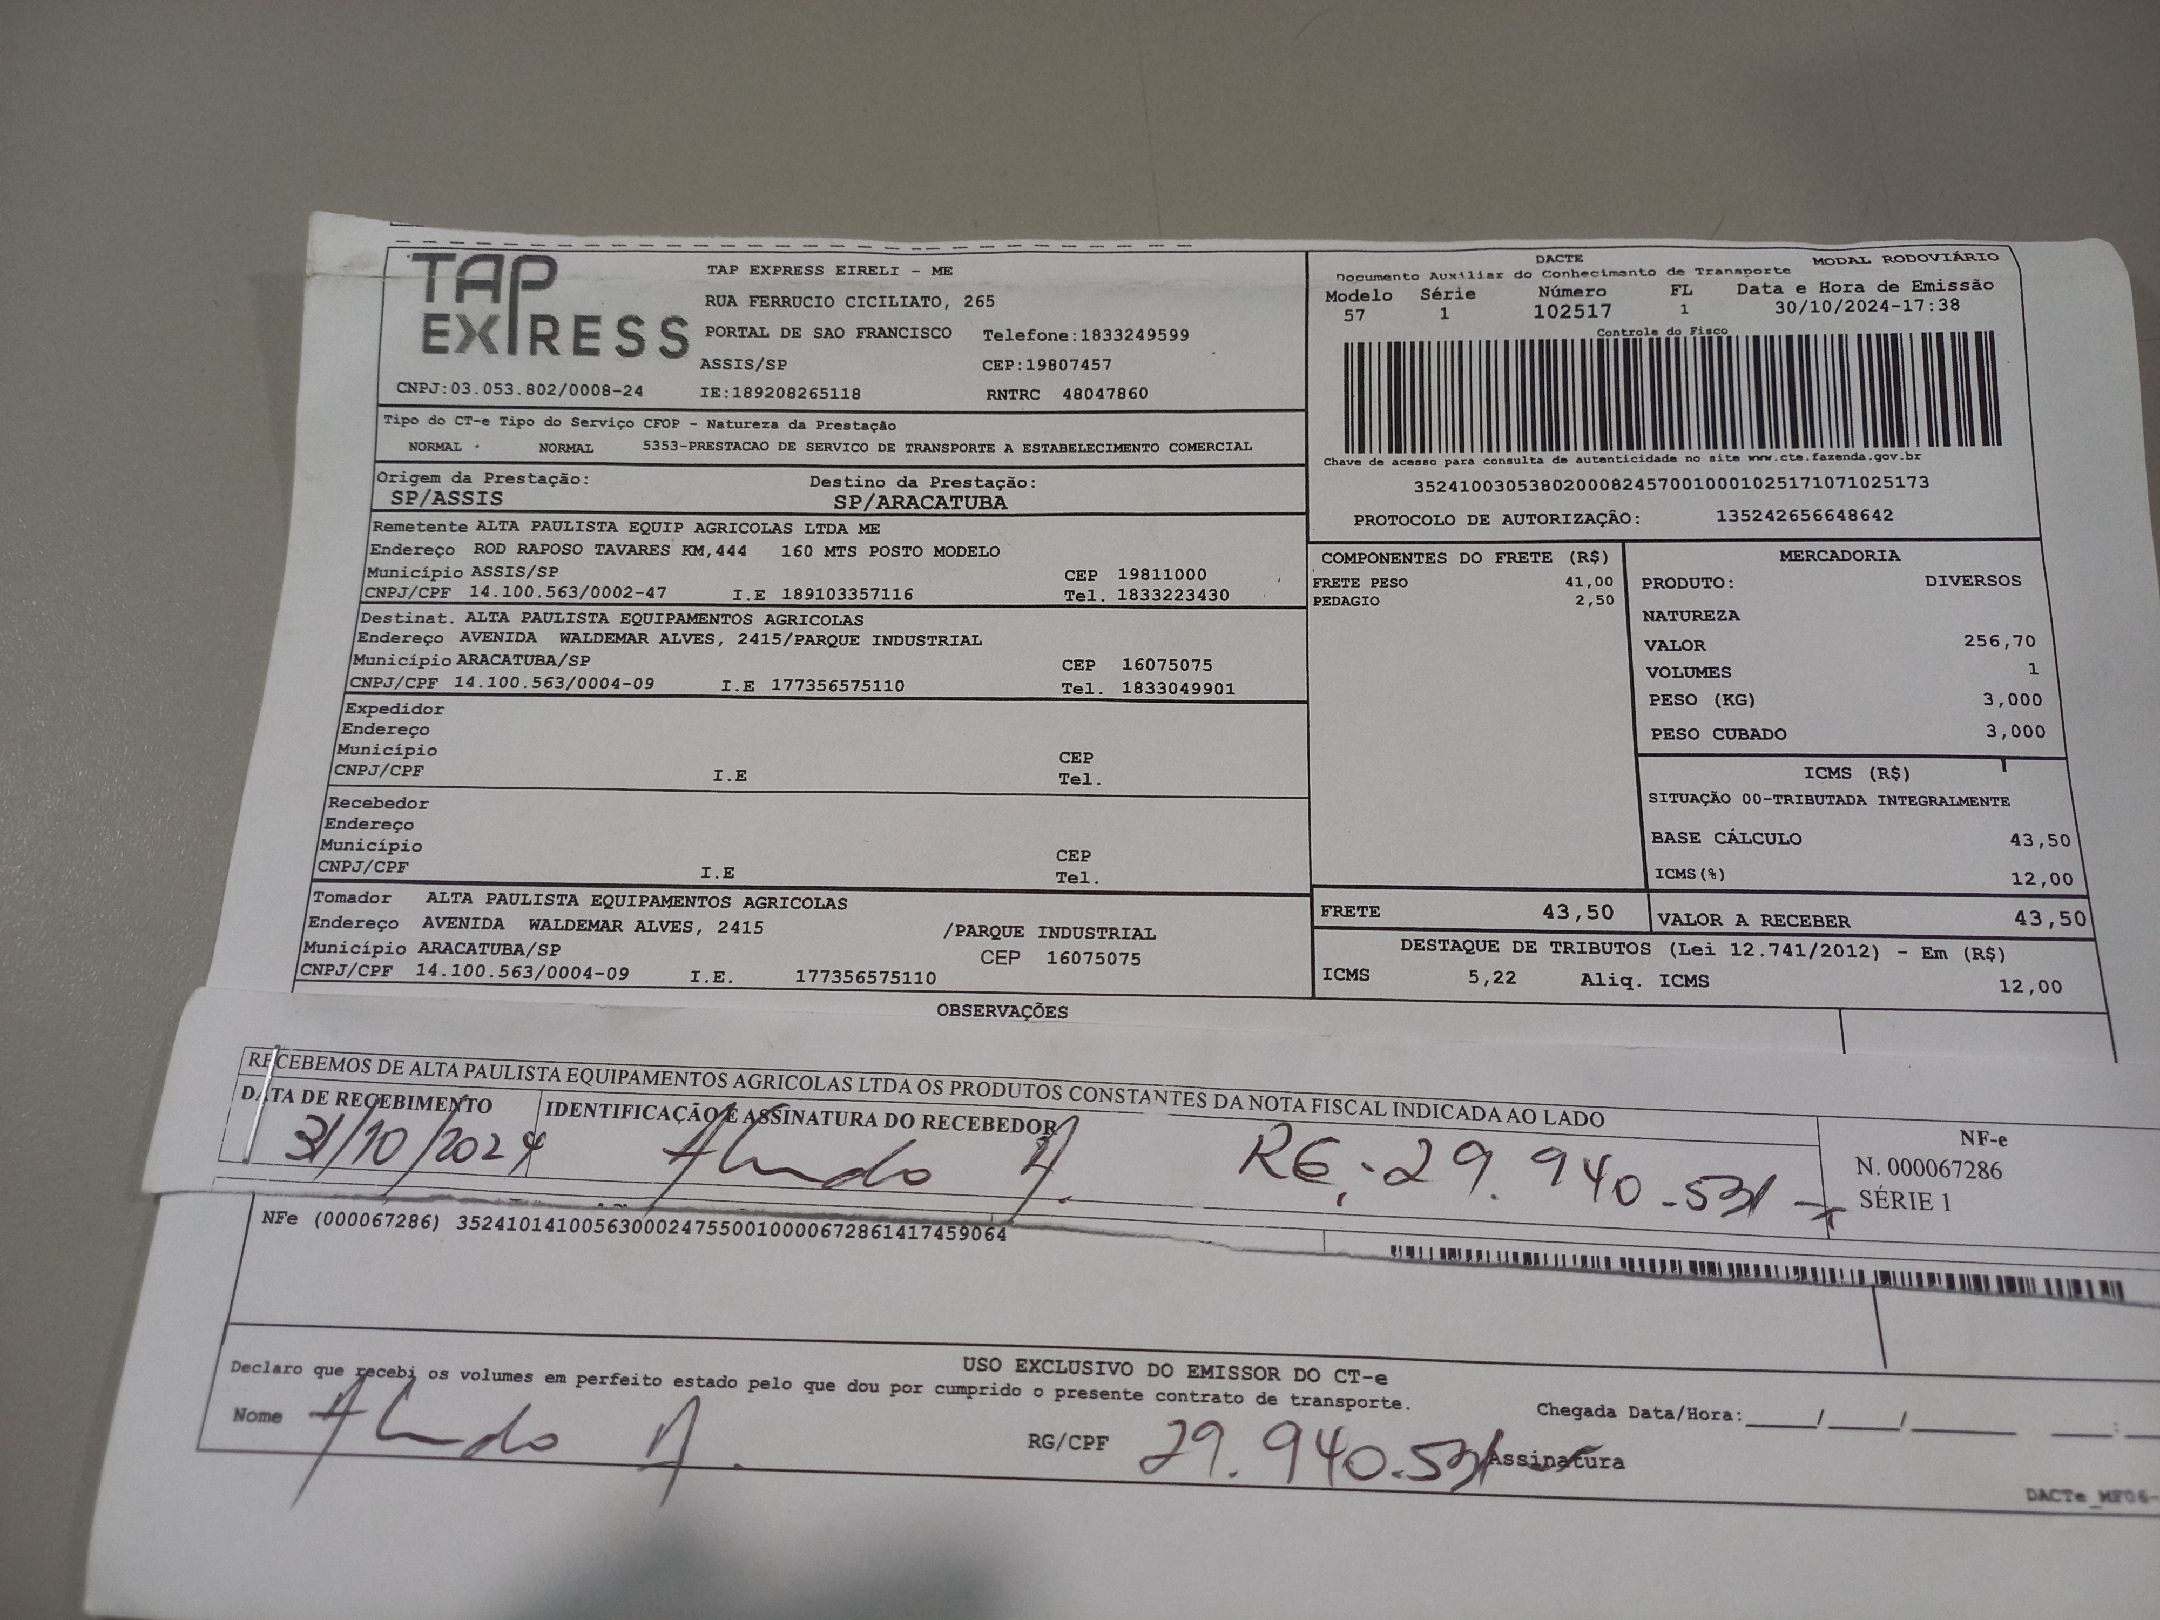 TAP EXPRESS
TAP EXPRESS EIRELI - ME
RUA FERRUCIO CICILIATO, 265
PORTAL DE SAO FRANCISCO Telefone:1833249599
ASSIS/SP CEP:19807457
CNPJ:03.053.802/0008-24 IE:189208265118 RNTRC 48047860
DACTE MODAL RODOVIÁRIO
Documento Auxiliar do Conhecimento de Transporte
Modelo Série Número FL Data e Hora de Emissão
57 1 102517 1 30/10/2024-17:38
Controle do Fisco
Chave de acesso para consulta de autenticidade no site www.cte.fazenda.gov.br
35241003053802000824570010001025171071025173
PROTOCOLO DE AUTORIZAÇÃO: 135242656648642
Tipo do CT-e Tipo do Serviço CFOP - Natureza da Prestação
NORMAL NORMAL 5353-PRESTACAO DE SERVICO DE TRANSPORTE A ESTABELECIMENTO COMERCIAL
Origem da Prestação: Destino da Prestação:
SP/ASSIS SP/ARACATUBA
Remetente ALTA PAULISTA EQUIP AGRICOLAS LTDA ME
Endereço ROD RAPOSO TAVARES KM,444 160 MTS POSTO MODELO
Município ASSIS/SP CEP 19811000
CNPJ/CPF 14.100.563/0002-47 I.E 189103357116 Tel. 1833223430
Destinat. ALTA PAULISTA EQUIPAMENTOS AGRICOLAS
Endereço AVENIDA WALDEMAR ALVES, 2415/PARQUE INDUSTRIAL
Município ARACATUBA/SP CEP 16075075
CNPJ/CPF 14.100.563/0004-09 I.E 177356575110 Tel. 1833049901
Expedidor
Endereço
Município CEP
CNPJ/CPF I.E Tel.
Recebedor
Endereço
Município CEP
CNPJ/CPF I.E Tel.
Tomador ALTA PAULISTA EQUIPAMENTOS AGRICOLAS
Endereço AVENIDA WALDEMAR ALVES, 2415 /PARQUE INDUSTRIAL
Município ARACATUBA/SP CEP 16075075
CNPJ/CPF 14.100.563/0004-09 I.E. 177356575110
COMPONENTES DO FRETE (R$)
FRETE PESO 41,00
PEDAGIO 2,50
MERCADORIA
PRODUTO: DIVERSOS
NATUREZA
VALOR 256,70
VOLUMES 1
PESO (KG) 3,000
PESO CUBADO 3,000
ICMS (R$)
SITUAÇÃO 00-TRIBUTADA INTEGRALMENTE
BASE CÁLCULO 43,50
ICMS(%) 12,00
FRETE 43,50 VALOR A RECEBER 43,50
DESTAQUE DE TRIBUTOS (Lei 12.741/2012) - Em (R$)
ICMS 5,22 Aliq. ICMS 12,00
OBSERVAÇÕES
RECEBEMOS DE ALTA PAULISTA EQUIPAMENTOS AGRICOLAS LTDA OS PRODUTOS CONSTANTES DA NOTA FISCAL INDICADA AO LADO
DATA DE RECEBIMENTO IDENTIFICAÇÃO E ASSINATURA DO RECEBEDOR
31/10/2024 29.940.531
NF-e
N. 000067286
SÉRIE 1
NFe (000067286) 35241014100563000247550010000672861417459064
USO EXCLUSIVO DO EMISSOR DO CT-e
Declaro que recebi os volumes em perfeito estado pelo que dou por cumprido o presente contrato de transporte.
Nome RG/CPF 29.940.531 Assinatura
Chegada Data/Hora:____/____/______ ____: